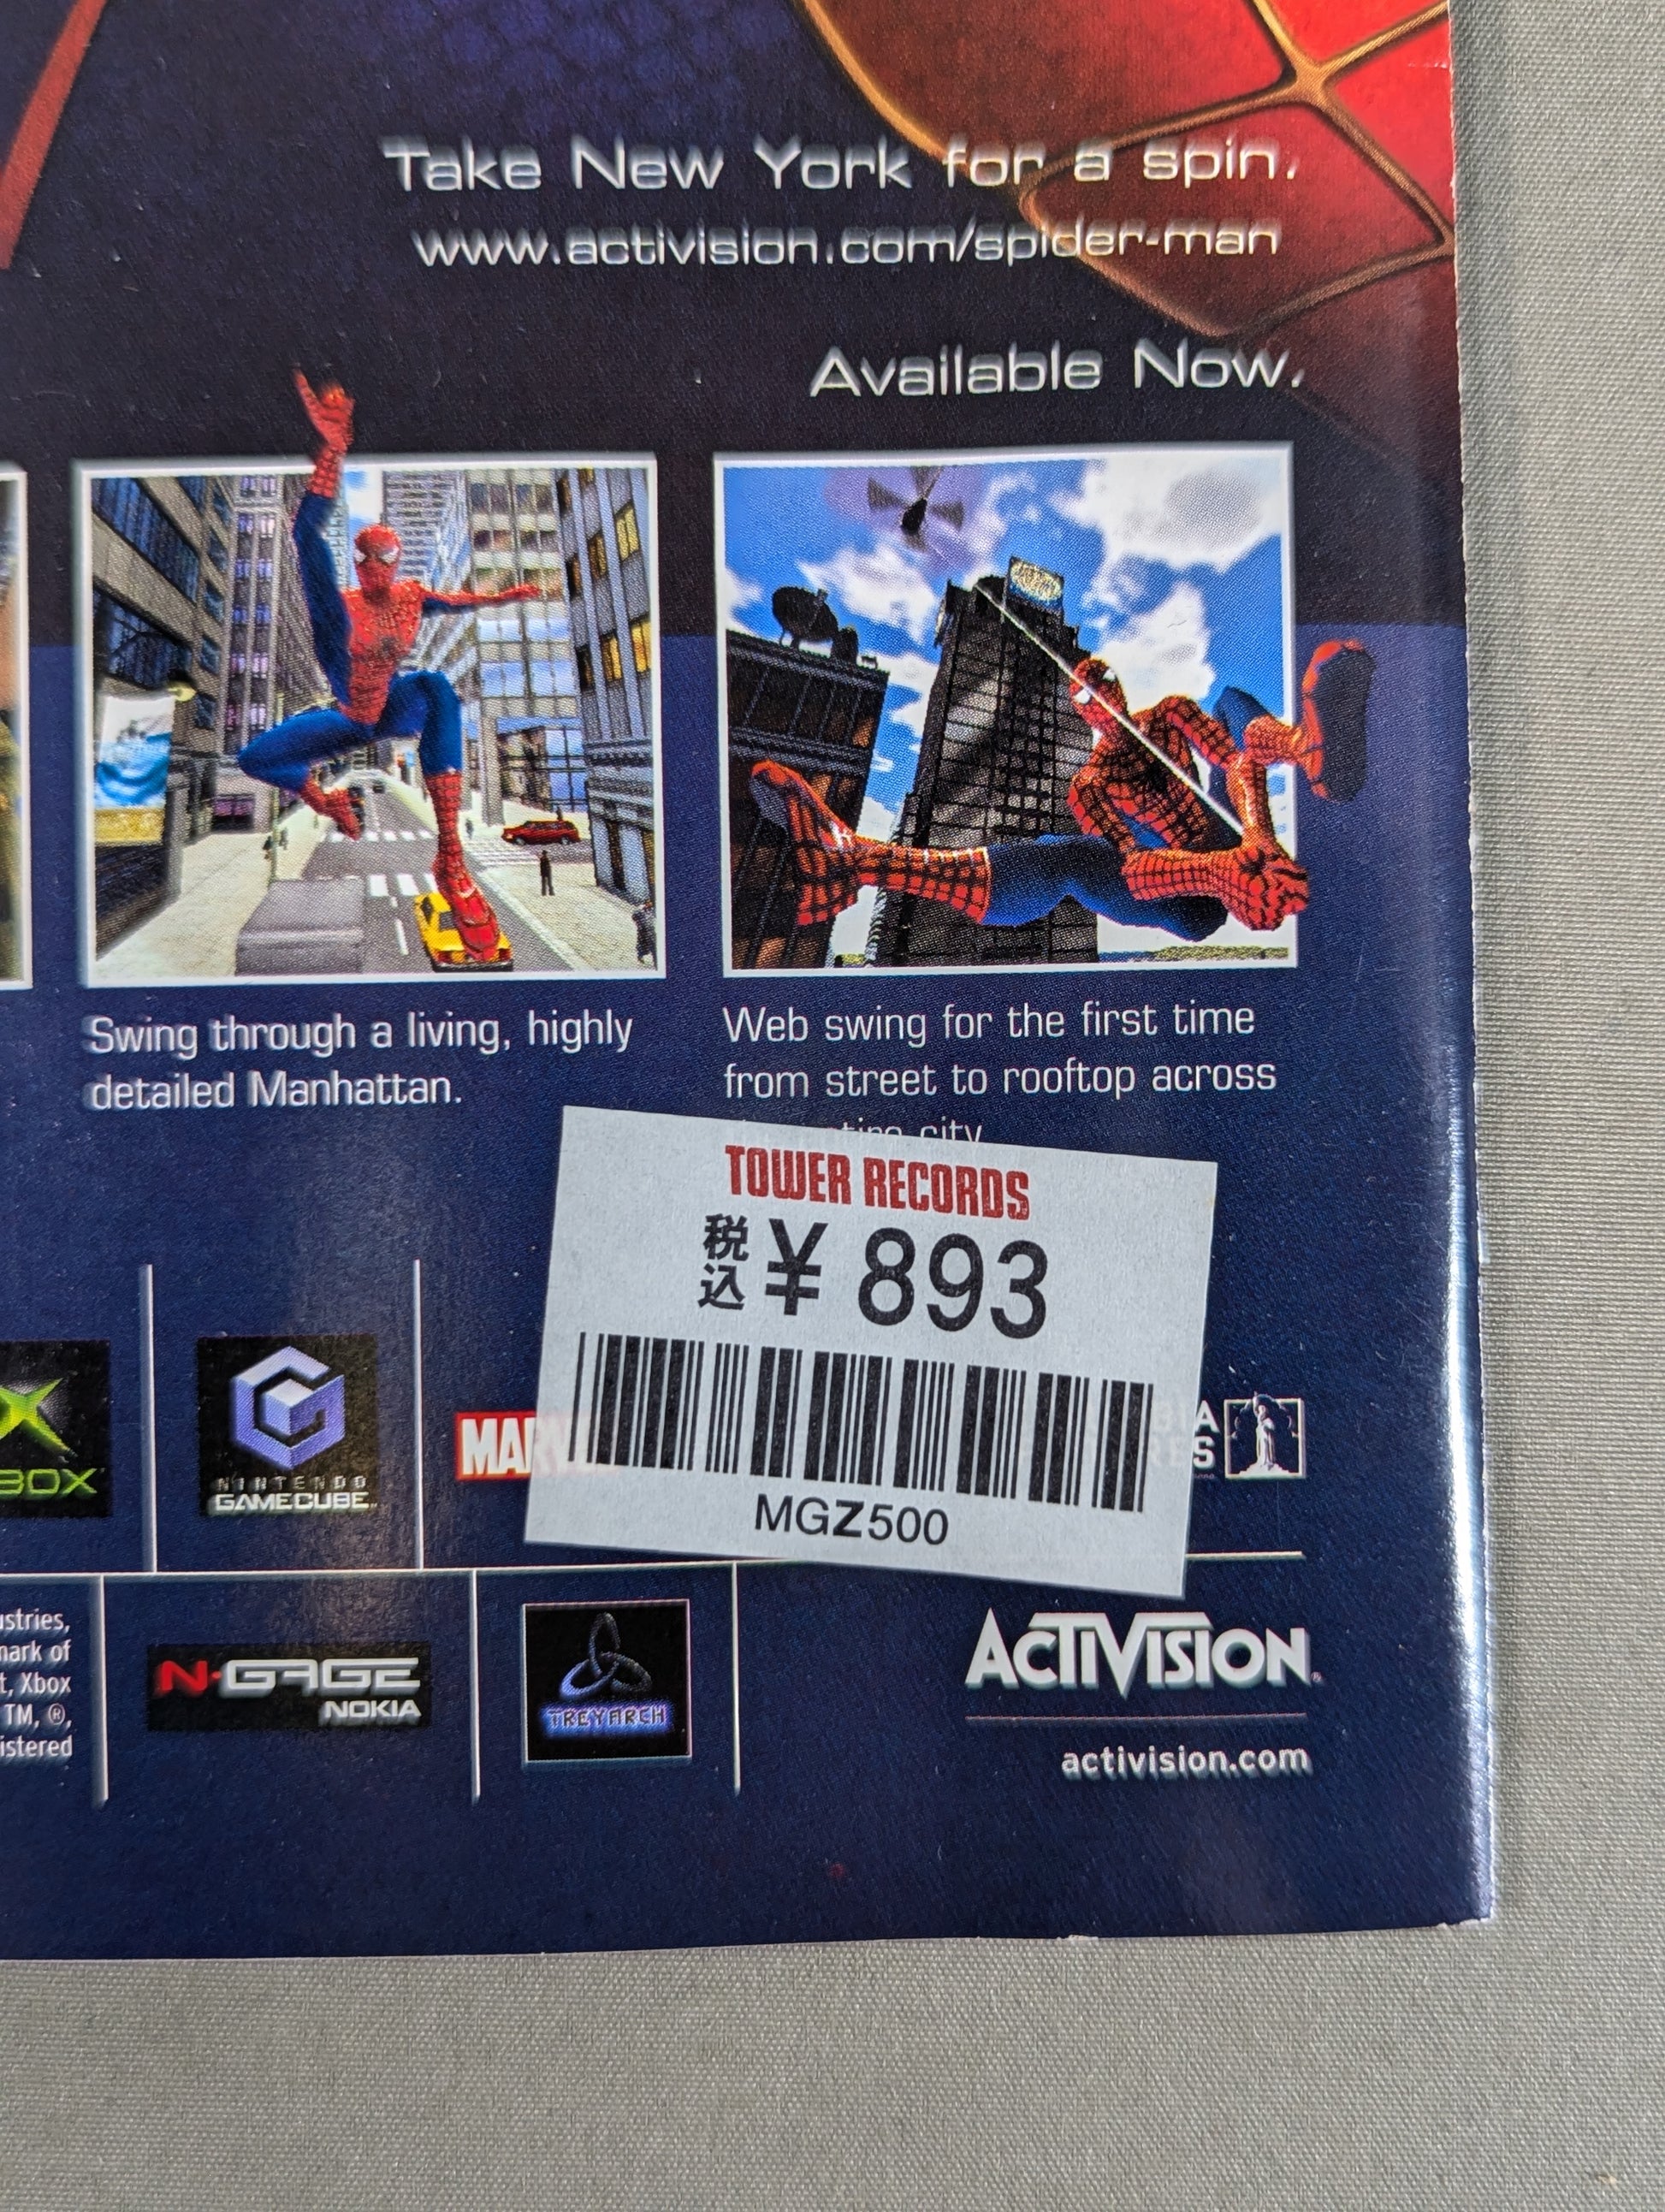 Take New York for a spin.
www.activision.com/spider-man
Available Now.
Swing through a living, highly
detailed Manhattan.
Web swing for the first time
from street to rooftop across
city
TOWER RECORDS
税込 ¥ 893
MGZ500
NINTENDO
GAMECUBE
MARVEL
Xbox
TM, ®,
N·GAGE
NOKIA
TREYARCH
ACTIVISION
activision.com